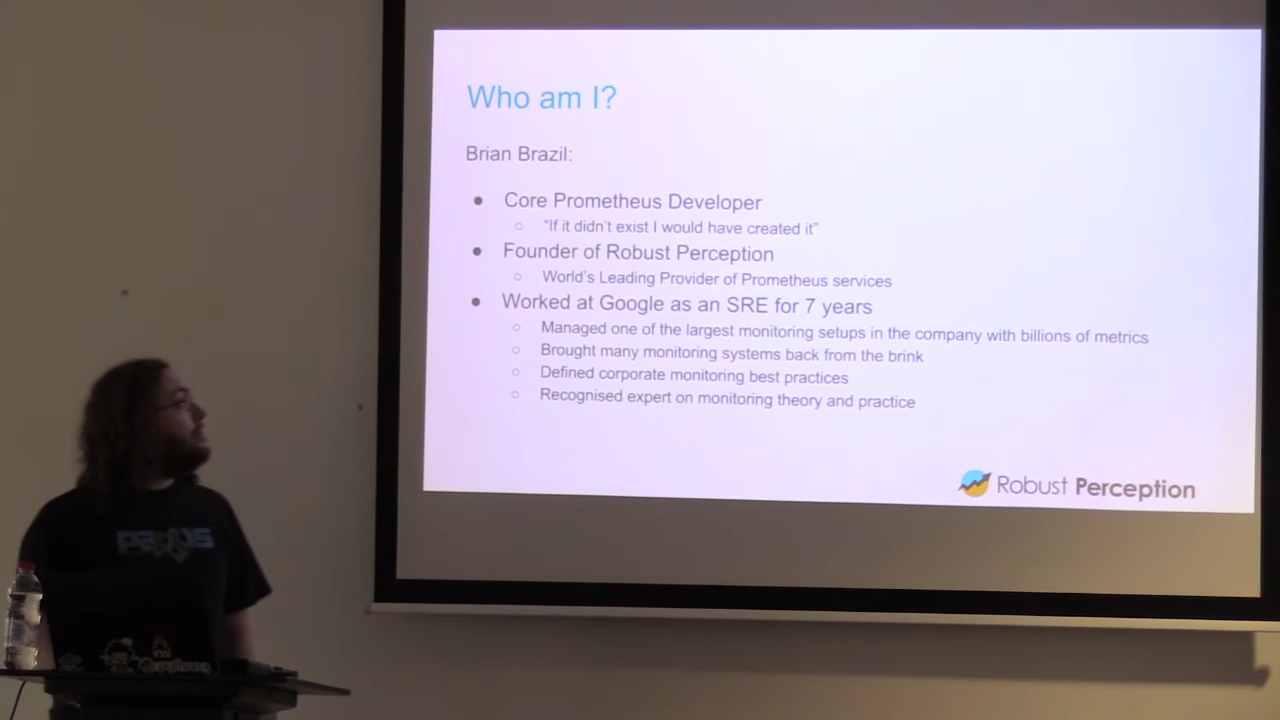 Who am I?
Brian Brazil:
● Core Prometheus Developer
○ "If it didn't exist I would have created it"
● Founder of Robust Perception
○ World's Leading Provider of Prometheus services
● Worked at Google as an SRE for 7 years
○ Managed one of the largest monitoring setups in the company with billions of metrics
○ Brought many monitoring systems back from the brink
○ Defined corporate monitoring best practices
○ Recognised expert on monitoring theory and practice
Robust Perception